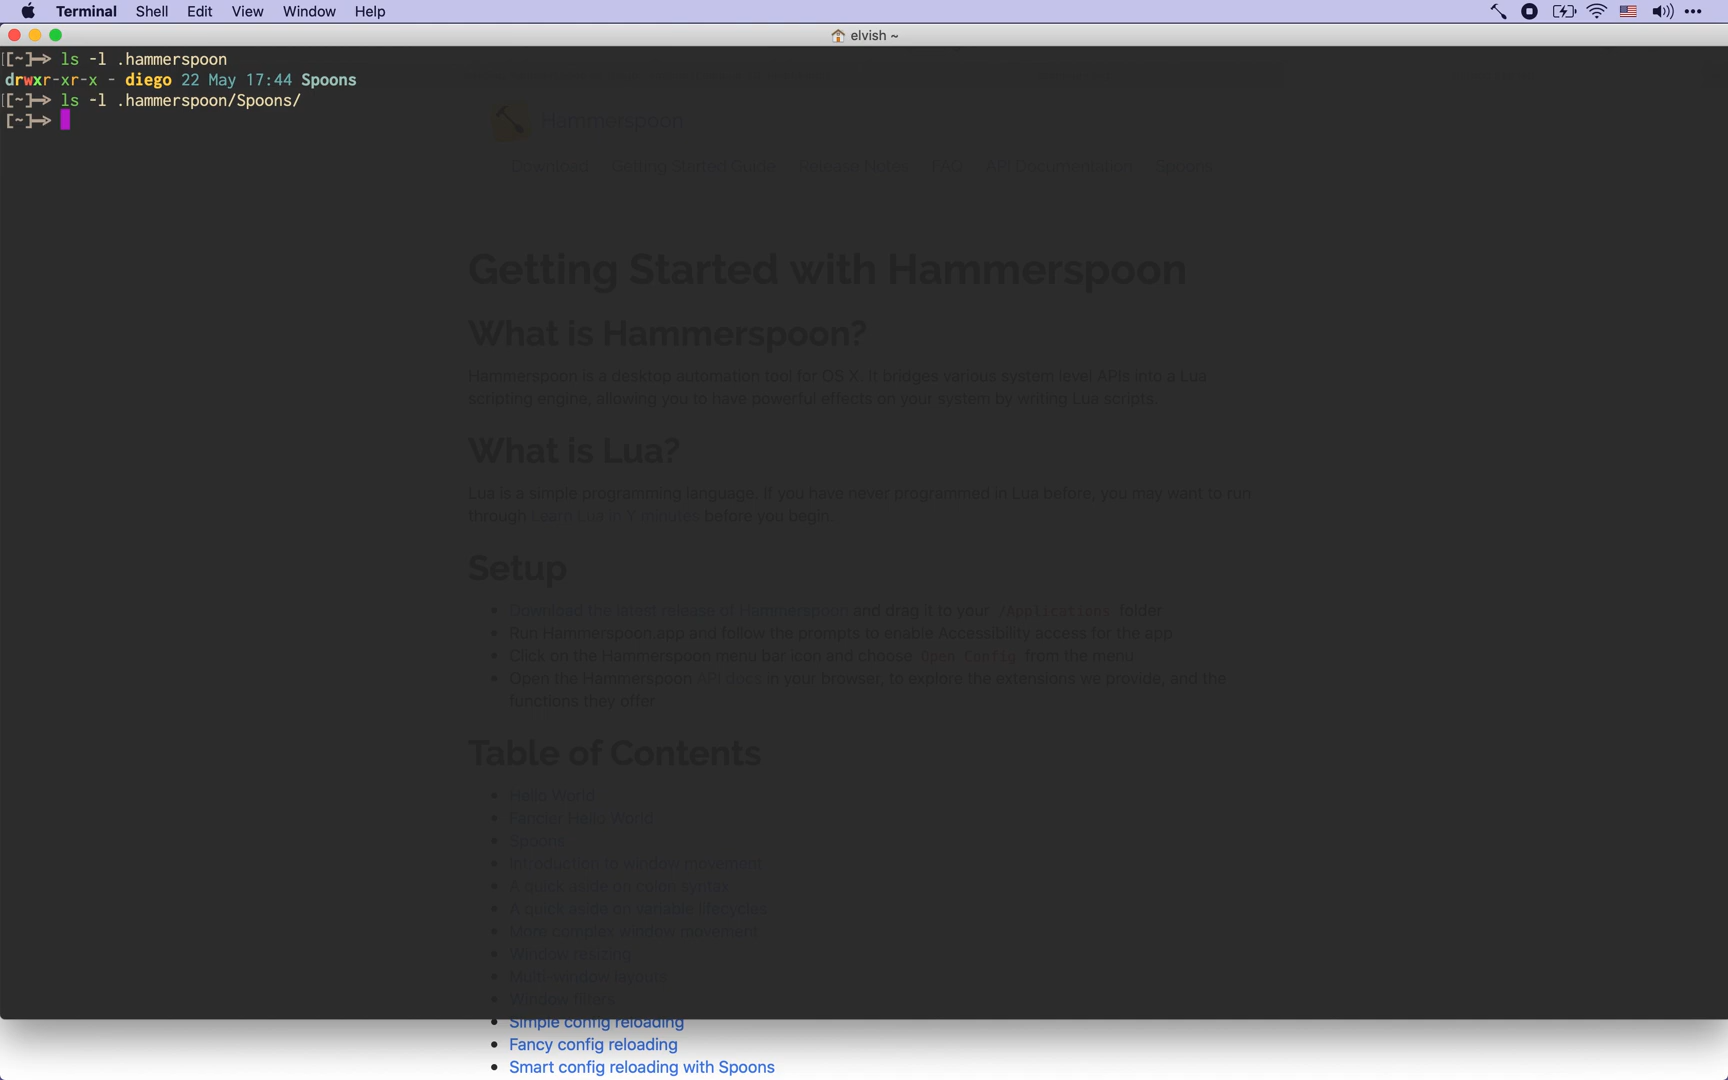 Terminal Shell Edit View Window Help
elvish ~
[~]─> ls -l .hammerspoon
drwxr-xr-x - diego 22 May 17:44 Spoons
[~]─> ls -l .hammerspoon/Spoons/
[~]─>
Hammerspoon
Download Getting Started Guide Release Notes FAQ API Documentation Spoons
Getting Started with Hammerspoon
What is Hammerspoon?
Hammerspoon is a desktop automation tool for OS X. It bridges various system level APIs into a Lua
scripting engine, allowing you to have powerful effects on your system by writing Lua scripts.
What is Lua?
Lua is a simple programming language. If you have never programmed in Lua before, you may want to run
through Learn Lua in Y minutes before you begin.
Setup
• Download the latest release of Hammerspoon and drag it to your /Applications folder
• Run Hammerspoon.app and follow the prompts to enable Accessibility access for the app
• Click on the Hammerspoon menu bar icon and choose Open Config from the menu
• Open the Hammerspoon API docs in your browser, to explore the extensions we provide, and the
functions they offer
Table of Contents
• Hello World
• Fancier Hello World
• Spoons
• Introduction to window movement
• A quick aside on colon syntax
• A quick aside on variable lifecycles
• More complex window movement
• Window resizing
• Multi-window layouts
• Window filters
• Simple config reloading
• Fancy config reloading
• Smart config reloading with Spoons